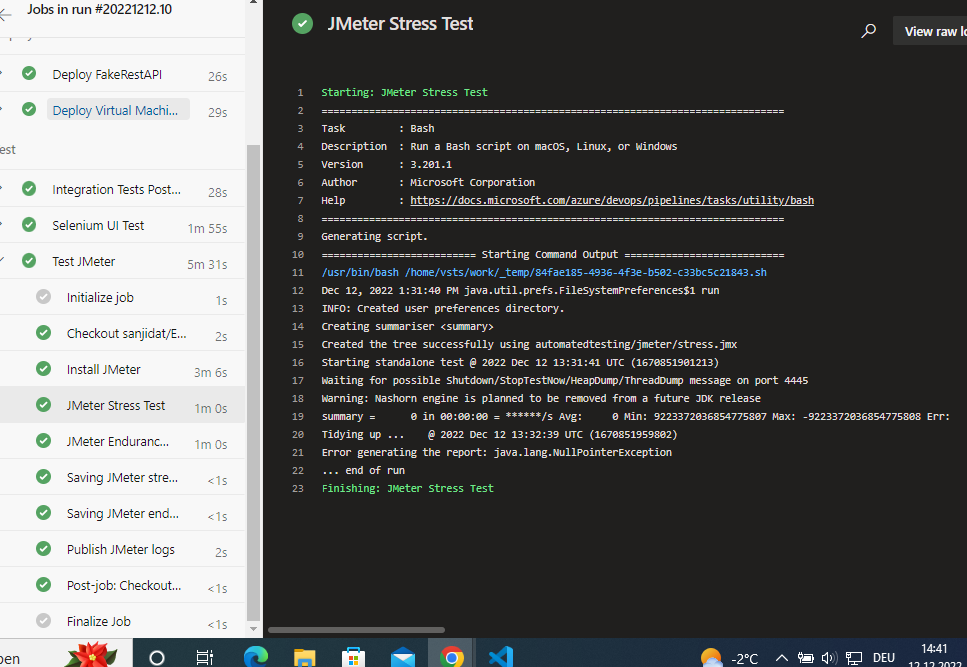 Jobs in run #20221212.10
Deploy FakeRestAPI 26s
Deploy Virtual Machi... 29s
est
Integration Tests Post... 28s
Selenium UI Test 1m 55s
Test JMeter 5m 31s
Initialize job 1s
Checkout sanjidat/E... 2s
Install JMeter 3m 6s
JMeter Stress Test 1m 0s
JMeter Enduranc... 1m 0s
Saving JMeter stre... <1s
Saving JMeter end... <1s
Publish JMeter logs 2s
Post-job: Checkout... <1s
Finalize Job <1s
JMeter Stress Test
View raw lo
1 Starting: JMeter Stress Test
2 ==============================================================================
3 Task         : Bash
4 Description  : Run a Bash script on macOS, Linux, or Windows
5 Version      : 3.201.1
6 Author       : Microsoft Corporation
7 Help         : https://docs.microsoft.com/azure/devops/pipelines/tasks/utility/bash
8 ==============================================================================
9 Generating script.
10 ========================== Starting Command Output ===========================
11 /usr/bin/bash /home/vsts/work/_temp/84fae185-4936-4f3e-b502-c33bc5c21843.sh
12 Dec 12, 2022 1:31:40 PM java.util.prefs.FileSystemPreferences$1 run
13 INFO: Created user preferences directory.
14 Creating summariser <summary>
15 Created the tree successfully using automatedtesting/jmeter/stress.jmx
16 Starting standalone test @ 2022 Dec 12 13:31:41 UTC (1670851901213)
17 Waiting for possible Shutdown/StopTestNow/HeapDump/ThreadDump message on port 4445
18 Warning: Nashorn engine is planned to be removed from a future JDK release
19 summary =      0 in 00:00:00 = ******/s Avg:     0 Min: 9223372036854775807 Max: -9223372036854775808 Err:
20 Tidying up ...    @ 2022 Dec 12 13:32:39 UTC (1670851959802)
21 Error generating the report: java.lang.NullPointerException
22 ... end of run
23 Finishing: JMeter Stress Test
pen
-2°C
DEU
14:41